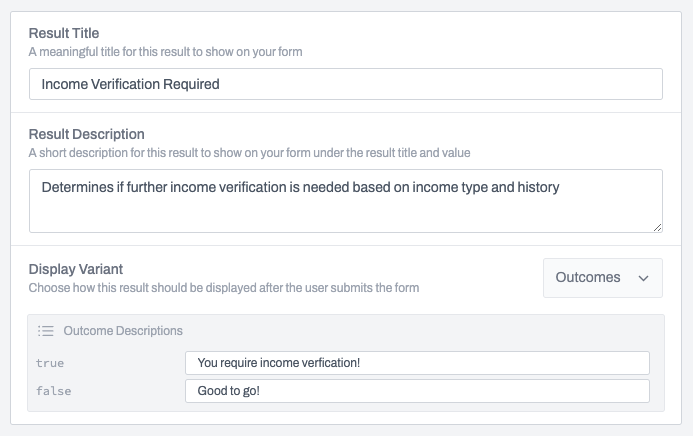 Result Title
A meaningful title for this result to show on your form
Income Verification Required
Result Description
A short description for this result to show on your form under the result title and value
Determines if further income verification is needed based on income type and history
Display Variant
Choose how this result should be displayed after the user submits the form
Outcomes
Outcome Descriptions
true
You require income verfication!
false
Good to go!